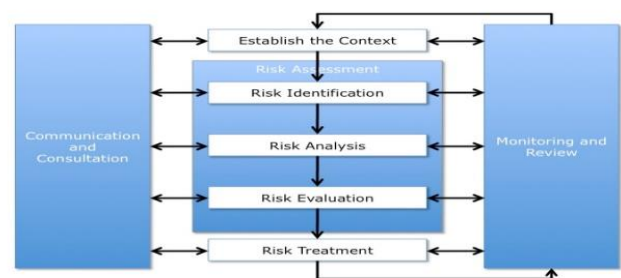 Establish the Context
Risk Assessment
Risk Identification
Communication
and
Consultation
Risk Analysis
Monitoring and
Review
Risk Evaluation
Risk Treatment